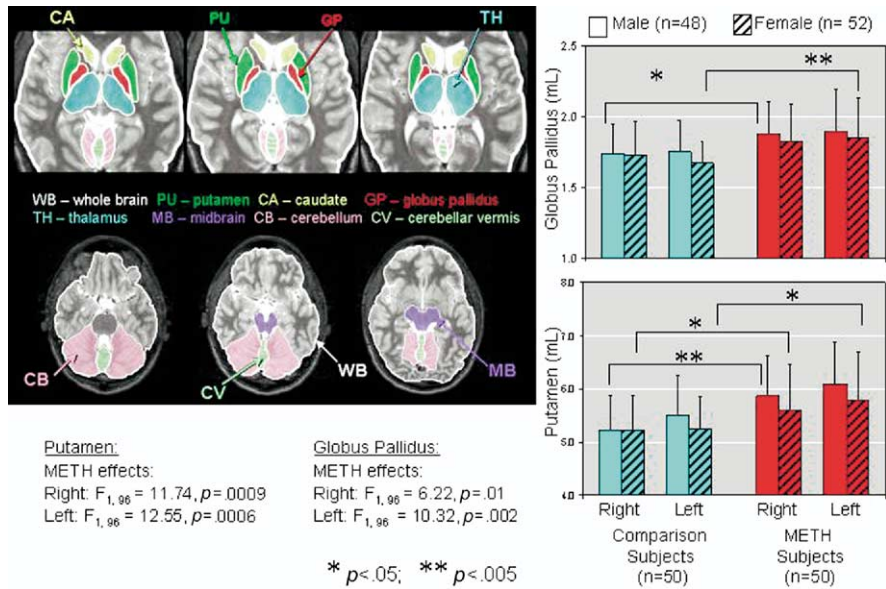 CA
PU
GP
TH
WB – whole brain PU – putamen CA – caudate GP – globus pallidus
TH – thalamus MB – midbrain CB – cerebellum CV – cerebellar vermis
CB
CV
WB
MB
Putamen:
METH effects:
Right: F1, 96 = 11.74, p=.0009
Left: F1, 96 = 12.55, p=.0006
Globus Pallidus:
METH effects:
Right: F1, 96 = 6.22, p=.01
Left: F1, 96 = 10.32, p=.002
* p<.05; ** p<.005
Male (n=48) Female (n= 52)
Globus Pallidus (mL)
2.5
2.0
1.5
1.0
* **
Putamen (mL)
8.0
7.0
6.0
5.0
4.0
*
*
**
Right Left Right Left
Comparison Subjects (n=50)
METH Subjects (n=50)